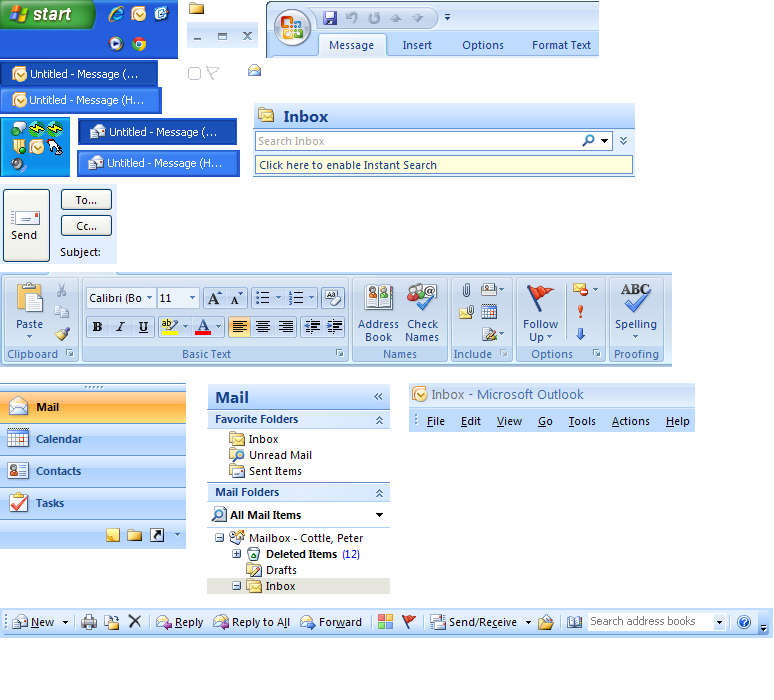 start
Message Insert Options Format Text
Untitled - Message (...
Untitled - Message (H...
Untitled - Message (...
Untitled - Message (H...
Inbox
Search Inbox
Click here to enable Instant Search
Send
To...
Cc...
Subject:
Paste
Clipboard
Calibri (Bo 11
B I U ab A
Basic Text
Address Book
Check Names
Names
Include
Follow Up
Options
ABC
Spelling
Proofing
Mail
Calendar
Contacts
Tasks
Mail
Favorite Folders
Inbox
Unread Mail
Sent Items
Mail Folders
All Mail Items
Mailbox - Cottle, Peter
Deleted Items (12)
Drafts
Inbox
Inbox - Microsoft Outlook
File Edit View Go Tools Actions Help
New Reply Reply to All Forward Send/Receive Search address books